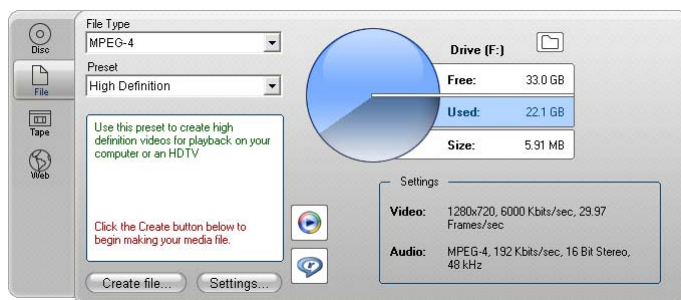 Disc
File
Tape
Web
File Type
MPEG-4
Preset
High Definition
Use this preset to create high
definition videos for playback on your
computer or an HDTV
Click the Create button below to
begin making your media file.
Create file...
Settings...
Drive (F:)
Free: 33.0 GB
Used: 22.1 GB
Size: 5.91 MB
Settings
Video: 1280x720, 6000 Kbits/sec, 29.97
Frames/sec
Audio: MPEG-4, 192 Kbits/sec, 16 Bit Stereo,
48 kHz